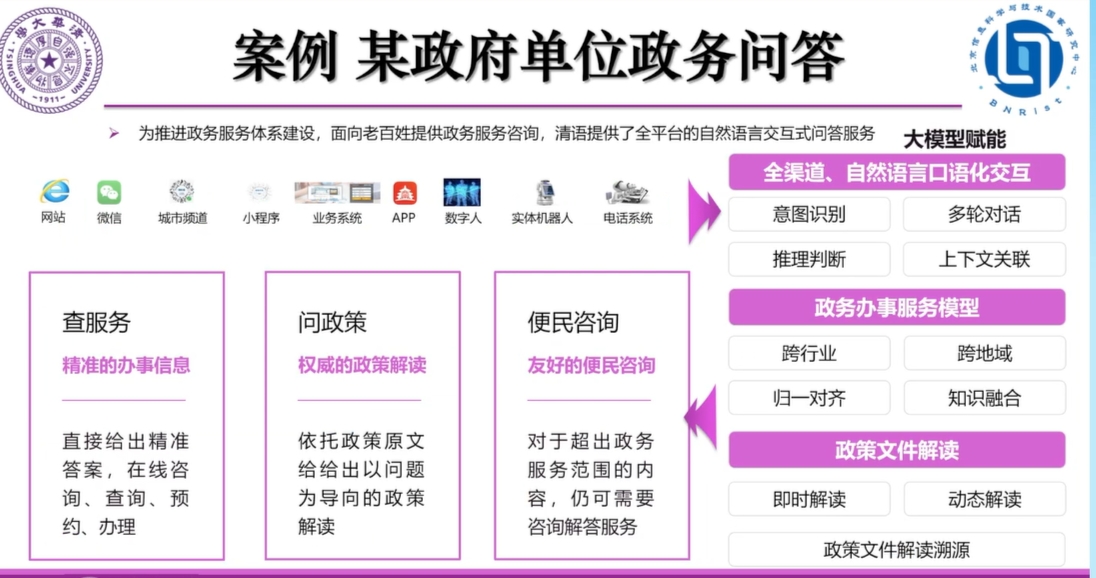 案例 某政府单位政务问答
清華大學
TSINGHUA UNIVERSITY
1911
北京信息科学与技术国家研究中心
BNRist
为推进政务服务体系建设，面向老百姓提供政务服务咨询，清语提供了全平台的自然语言交互式问答服务
网站
微信
城市频道
小程序
业务系统
APP
数字人
实体机器人
电话系统
查服务
精准的办事信息
直接给出精准
答案，在线咨
询、查询、预
约、办理
问政策
权威的政策解读
依托政策原文
给给出以问题
为导向的政策
解读
便民咨询
友好的便民咨询
对于超出政务
服务范围的内
容，仍可需要
咨询解答服务
大模型赋能
全渠道、自然语言口语化交互
意图识别
多轮对话
推理判断
上下文关联
政务办事服务模型
跨行业
跨地域
归一对齐
知识融合
政策文件解读
即时解读
动态解读
政策文件解读溯源